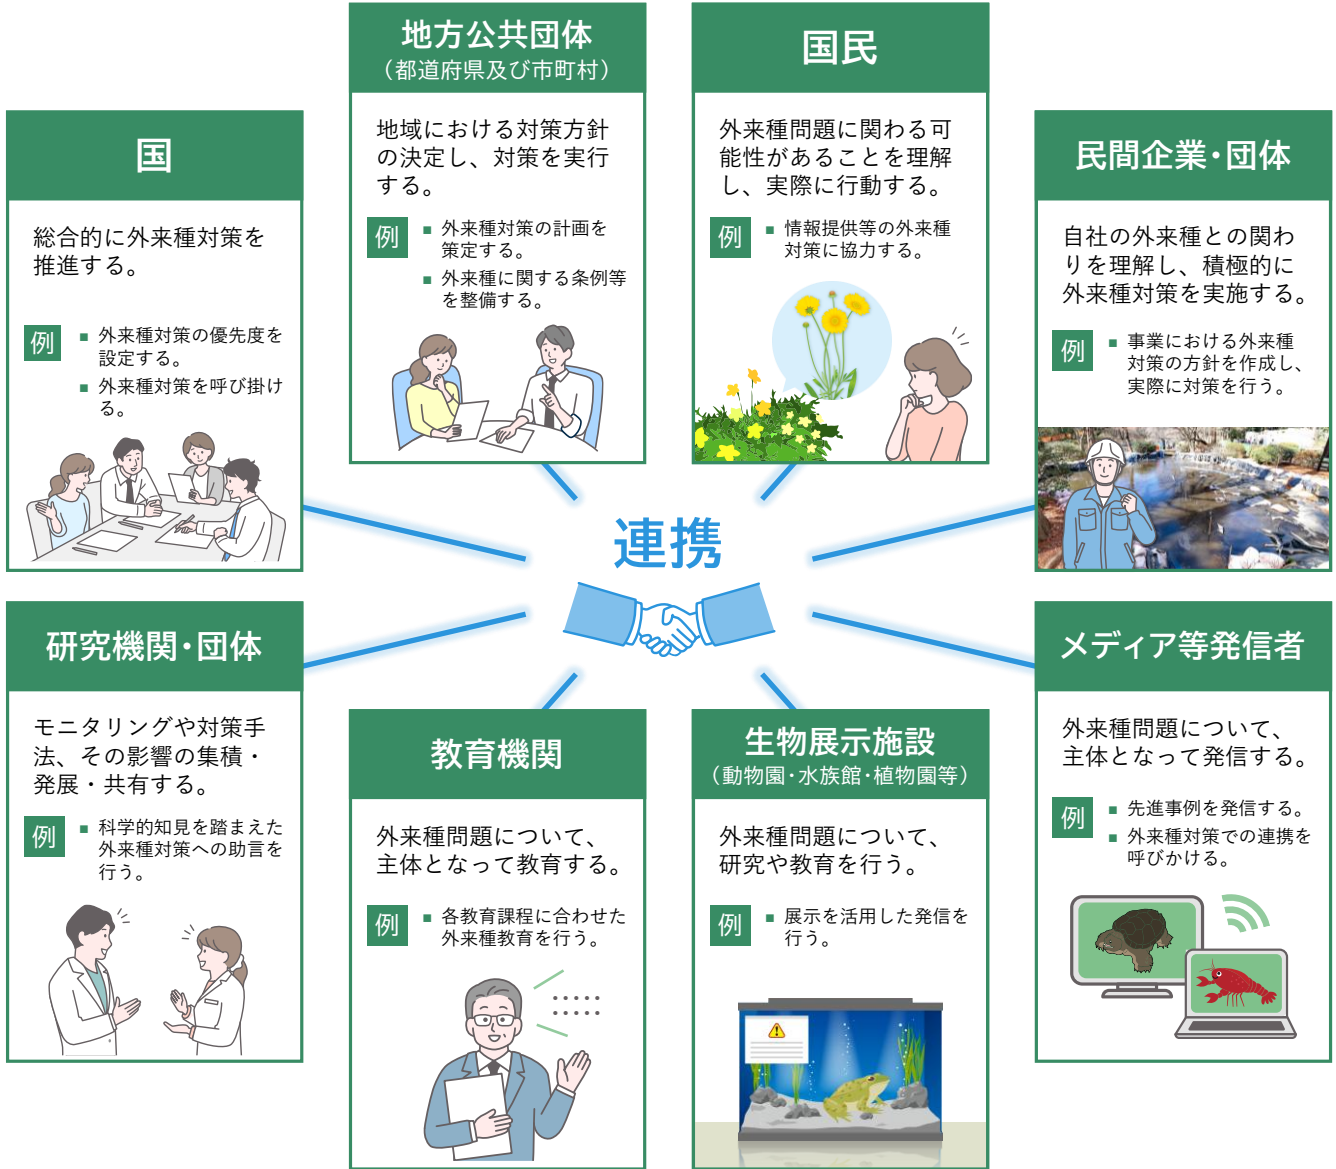 地方公共団体
（都道府県及び市町村）
地域における対策方針
の決定し、対策を実行
する。
例
■ 外来種対策の計画を
策定する。
■ 外来種に関する条例等
を整備する。
国民
外来種問題に関わる可
能性があることを理解
し、実際に行動する。
例
■ 情報提供等の外来種
対策に協力する。
国
総合的に外来種対策を
推進する。
例
■ 外来種対策の優先度を
設定する。
■ 外来種対策を呼び掛け
る。
民間企業・団体
自社の外来種との関わ
りを理解し、積極的に
外来種対策を実施する。
例
■ 事業における外来種
対策の方針を作成し、
実際に対策を行う。
連携
研究機関・団体
モニタリングや対策手
法、その影響の集積・
発展・共有する。
例
■ 科学的知見を踏まえた
外来種対策への助言を
行う。
教育機関
外来種問題について、
主体となって教育する。
例
■ 各教育課程に合わせた
外来種教育を行う。
生物展示施設
（動物園・水族館・植物園等）
外来種問題について、
研究や教育を行う。
例
■ 展示を活用した発信を
行う。
メディア等発信者
外来種問題について、
主体となって発信する。
例
■ 先進事例を発信する。
■ 外来種対策での連携を
呼びかける。